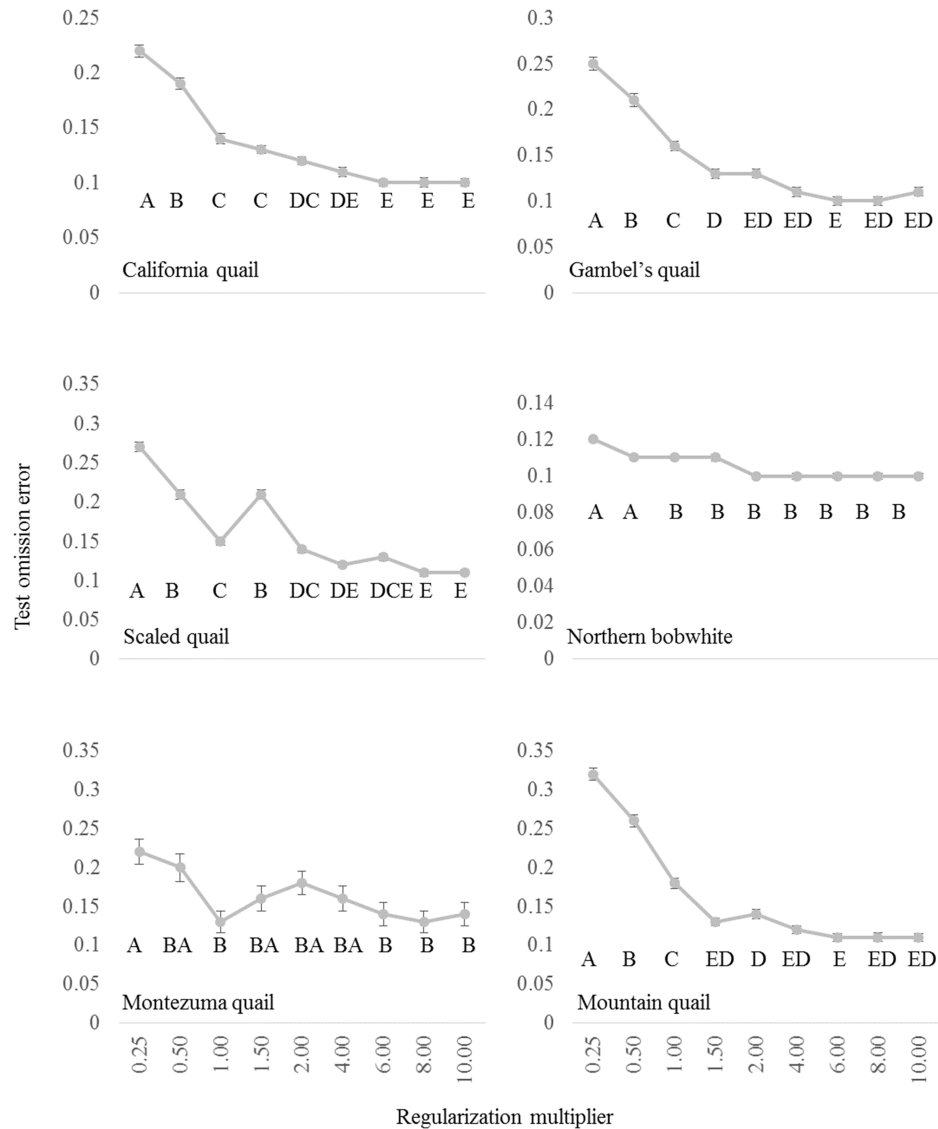 0.25
0.2
0.15
0.1
0.05
0
A B C C DC DE E E E
California quail
0.3
0.25
0.2
0.15
0.1
0.05
0
A B C D ED ED E ED ED
Gambel’s quail
0.35
0.3
0.25
0.2
0.15
0.1
0.05
0
A B C B DC DE DCE E E
Scaled quail
0.14
0.12
0.1
0.08
0.06
0.04
0.02
0
A A B B B B B B B
Northern bobwhite
Test omission error
0.35
0.3
0.25
0.2
0.15
0.1
0.05
0
A BA B BA BA BA B B B
Montezuma quail
0.25 0.50 1.00 1.50 2.00 4.00 6.00 8.00 10.00
0.35
0.3
0.25
0.2
0.15
0.1
0.05
0
A B C ED D ED E ED ED
Mountain quail
0.25 0.50 1.00 1.50 2.00 4.00 6.00 8.00 10.00
Regularization multiplier